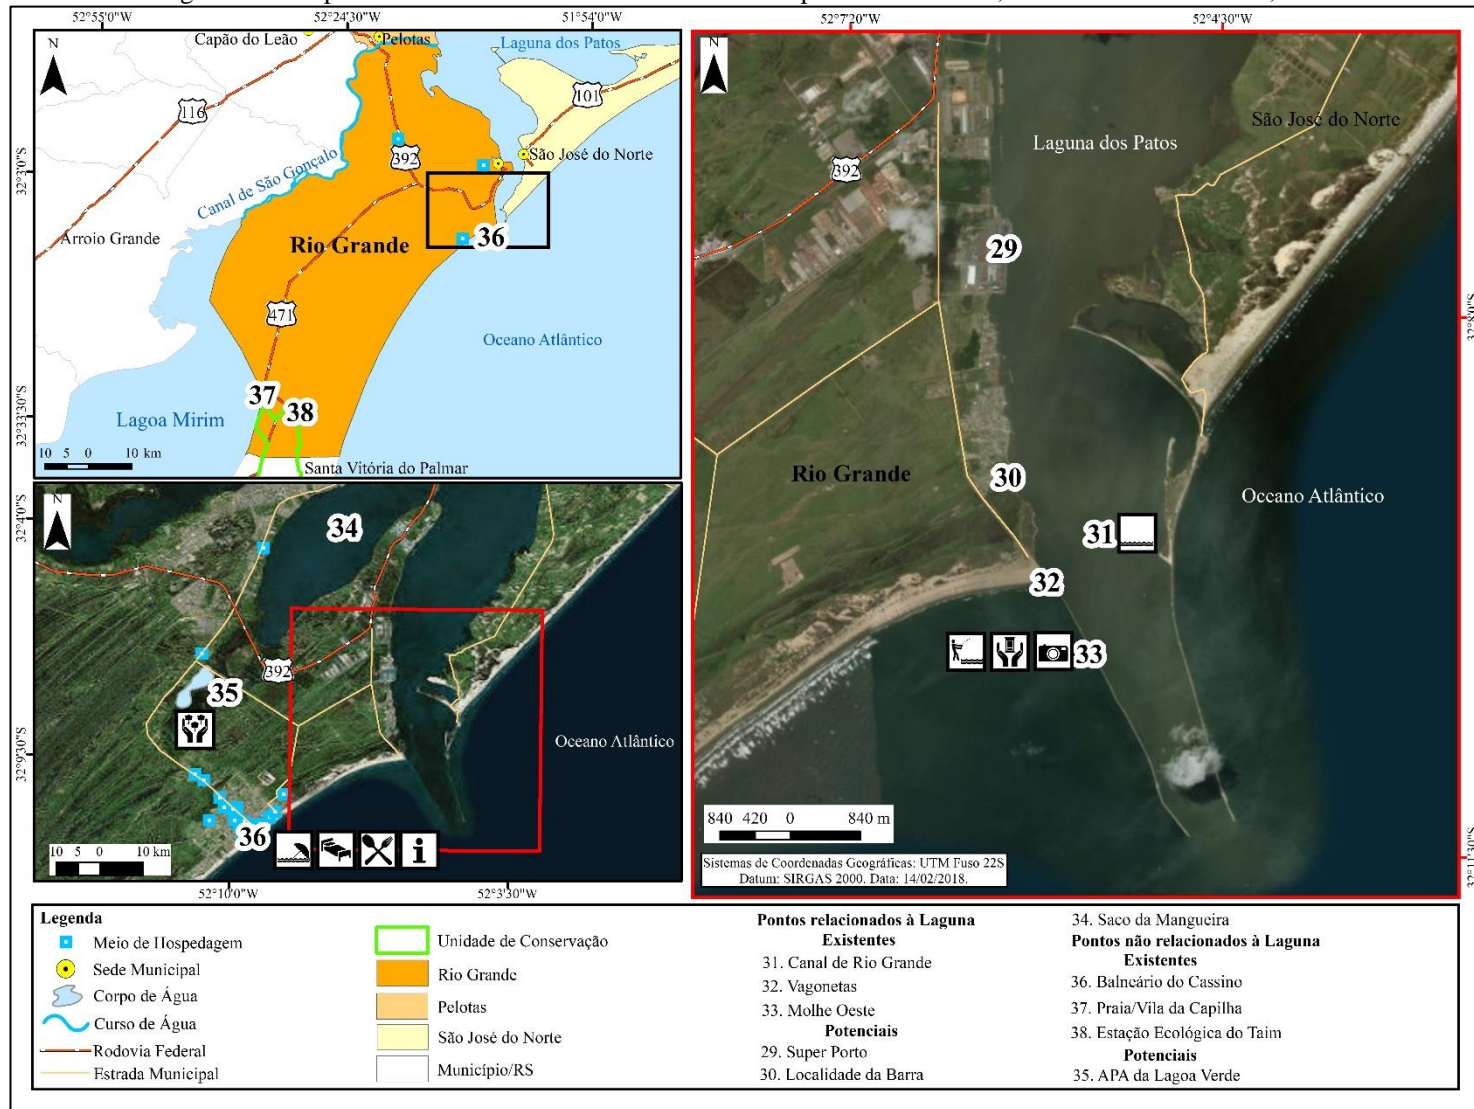 52°55'0"W
52°24'30"W
51°54'0"W
52°7'20"W
52°4'30"W
N
Capão do Leão
Pelotas
Laguna dos Patos
116
101
392
São José do Norte
Canal de São Gonçalo
Arroio Grande
Rio Grande
36
471
Oceano Atlântico
37
38
Lagoa Mirim
10 5 0 10 km
Santa Vitória do Palmar
32°3'0"S
32°33'30"S
N
34
392
35
Oceano Atlântico
36
10 5 0 10 km
32°4'0"S
32°9'30"S
52°10'0"W
52°3'30"W
N
São José do Norte
Laguna dos Patos
392
29
Rio Grande
30
Oceano Atlântico
31
32
33
840 420 0 840 m
Sistemas de Coordenadas Geográficas: UTM Fuso 22S
Datum: SIRGAS 2000. Data: 14/02/2018.
32°8'0"S
32°11'30"S
Legenda
Meio de Hospedagem
Sede Municipal
Corpo de Água
Curso de Água
Rodovia Federal
Estrada Municipal
Unidade de Conservação
Rio Grande
Pelotas
São José do Norte
Município/RS
Pontos relacionados à Laguna
Existentes
31. Canal de Rio Grande
32. Vagonetas
33. Molhe Oeste
Potenciais
29. Super Porto
30. Localidade da Barra
34. Saco da Mangueira
Pontos não relacionados à Laguna
Existentes
36. Balneário do Cassino
37. Praia/Vila da Capilha
38. Estação Ecológica do Taim
Potenciais
35. APA da Lagoa Verde